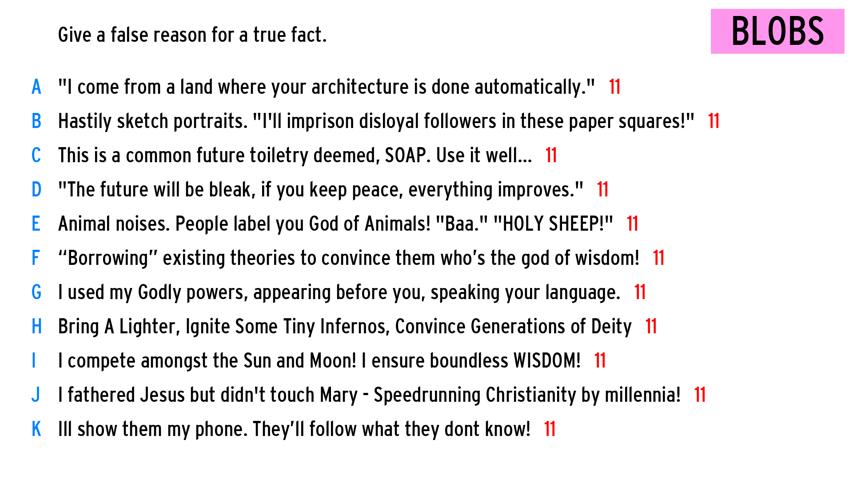 Give a false reason for a true fact.
BLOBS
A "I come from a land where your architecture is done automatically." 11
B Hastily sketch portraits. "I'll imprison disloyal followers in these paper squares!" 11
C This is a common future toiletry deemed, SOAP. Use it well... 11
D "The future will be bleak, if you keep peace, everything improves." 11
E Animal noises. People label you God of Animals! "Baa." "HOLY SHEEP!" 11
F “Borrowing” existing theories to convince them who’s the god of wisdom! 11
G I used my Godly powers, appearing before you, speaking your language. 11
H Bring A Lighter, Ignite Some Tiny Infernos, Convince Generations of Deity 11
I I compete amongst the Sun and Moon! I ensure boundless WISDOM! 11
J I fathered Jesus but didn't touch Mary - Speedrunning Christianity by millennia! 11
K Ill show them my phone. They’ll follow what they dont know! 11